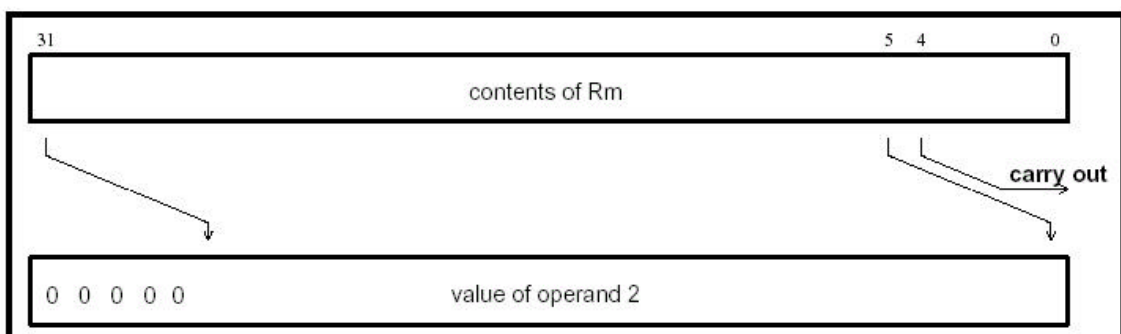 31 5 4 0
contents of Rm
carry out
0 0 0 0 0 value of operand 2